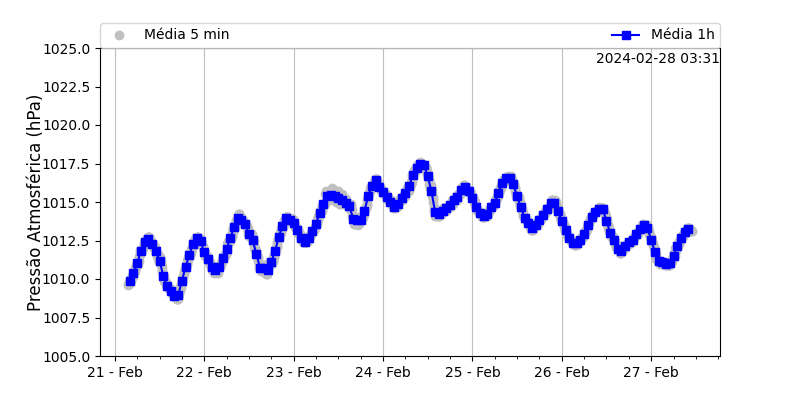 Média 5 min
Média 1h
2024-02-28 03:31
Pressão Atmosférica (hPa)
1025.0
1022.5
1020.0
1017.5
1015.0
1012.5
1010.0
1007.5
1005.0
21 - Feb
22 - Feb
23 - Feb
24 - Feb
25 - Feb
26 - Feb
27 - Feb